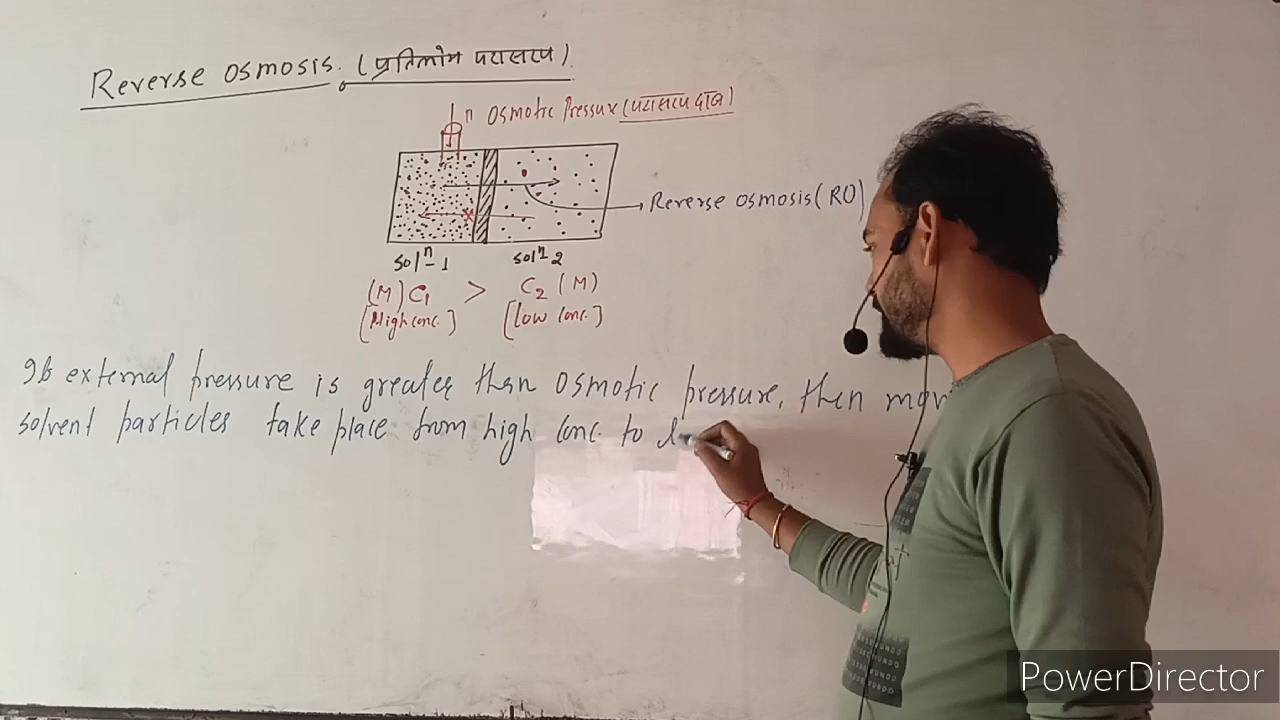 Reverse Osmosis. (प्रतिलोम परासरण).
π Osmotic Pressure (परासरण दाब)
Reverse Osmosis (RO)
solⁿ-1 solⁿ-2
(M) C₁ > C₂ (M)
[High conc.] [Low conc.]
If external pressure is greater than Osmotic pressure, then mov
solvent particles take place from high conc. to l
PowerDirector